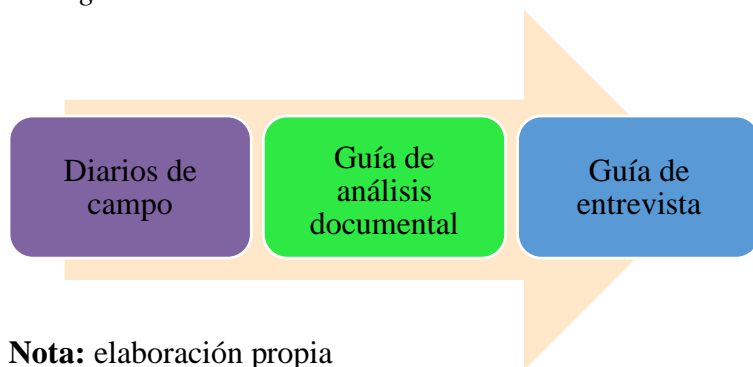 Diarios de
campo
Guía de
análisis
documental
Guía de
entrevista
Nota: elaboración propia